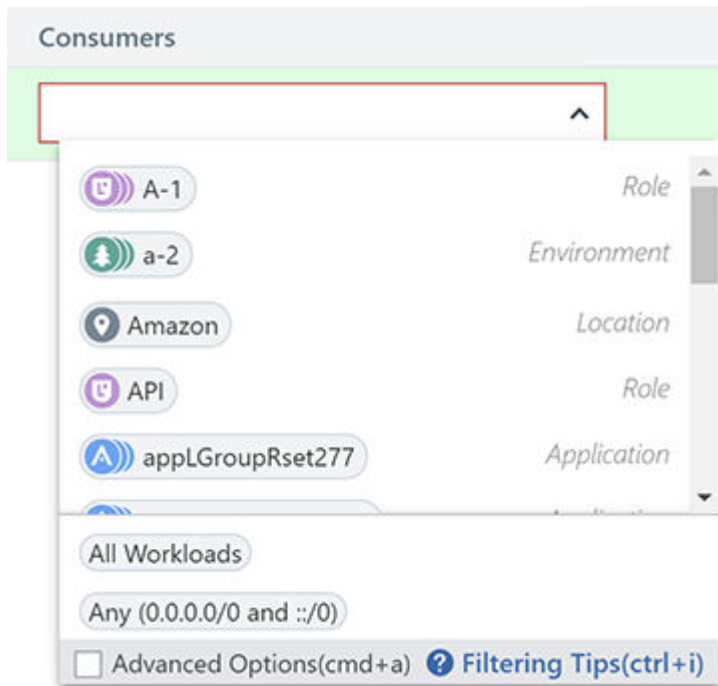 Consumers
A-1 Role
a-2 Environment
Amazon Location
API Role
appLGroupRset277 Application
All Workloads
Any (0.0.0.0/0 and ::/0)
Advanced Options(cmd+a) ? Filtering Tips(ctrl+i)